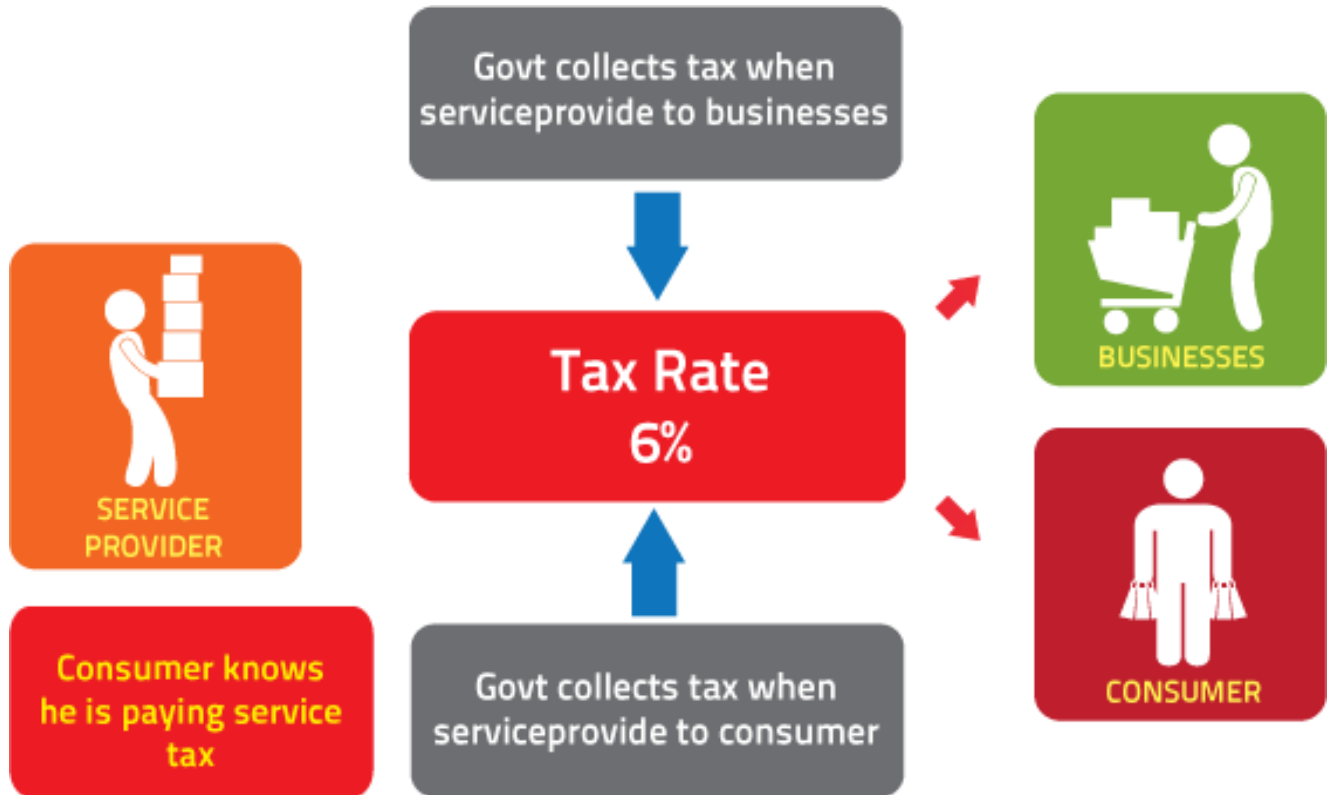 Govt collects tax when
serviceprovide to businesses
BUSINESSES
Tax Rate
6%
SERVICE
PROVIDER
CONSUMER
Consumer knows
he is paying service
tax
Govt collects tax when
serviceprovide to consumer